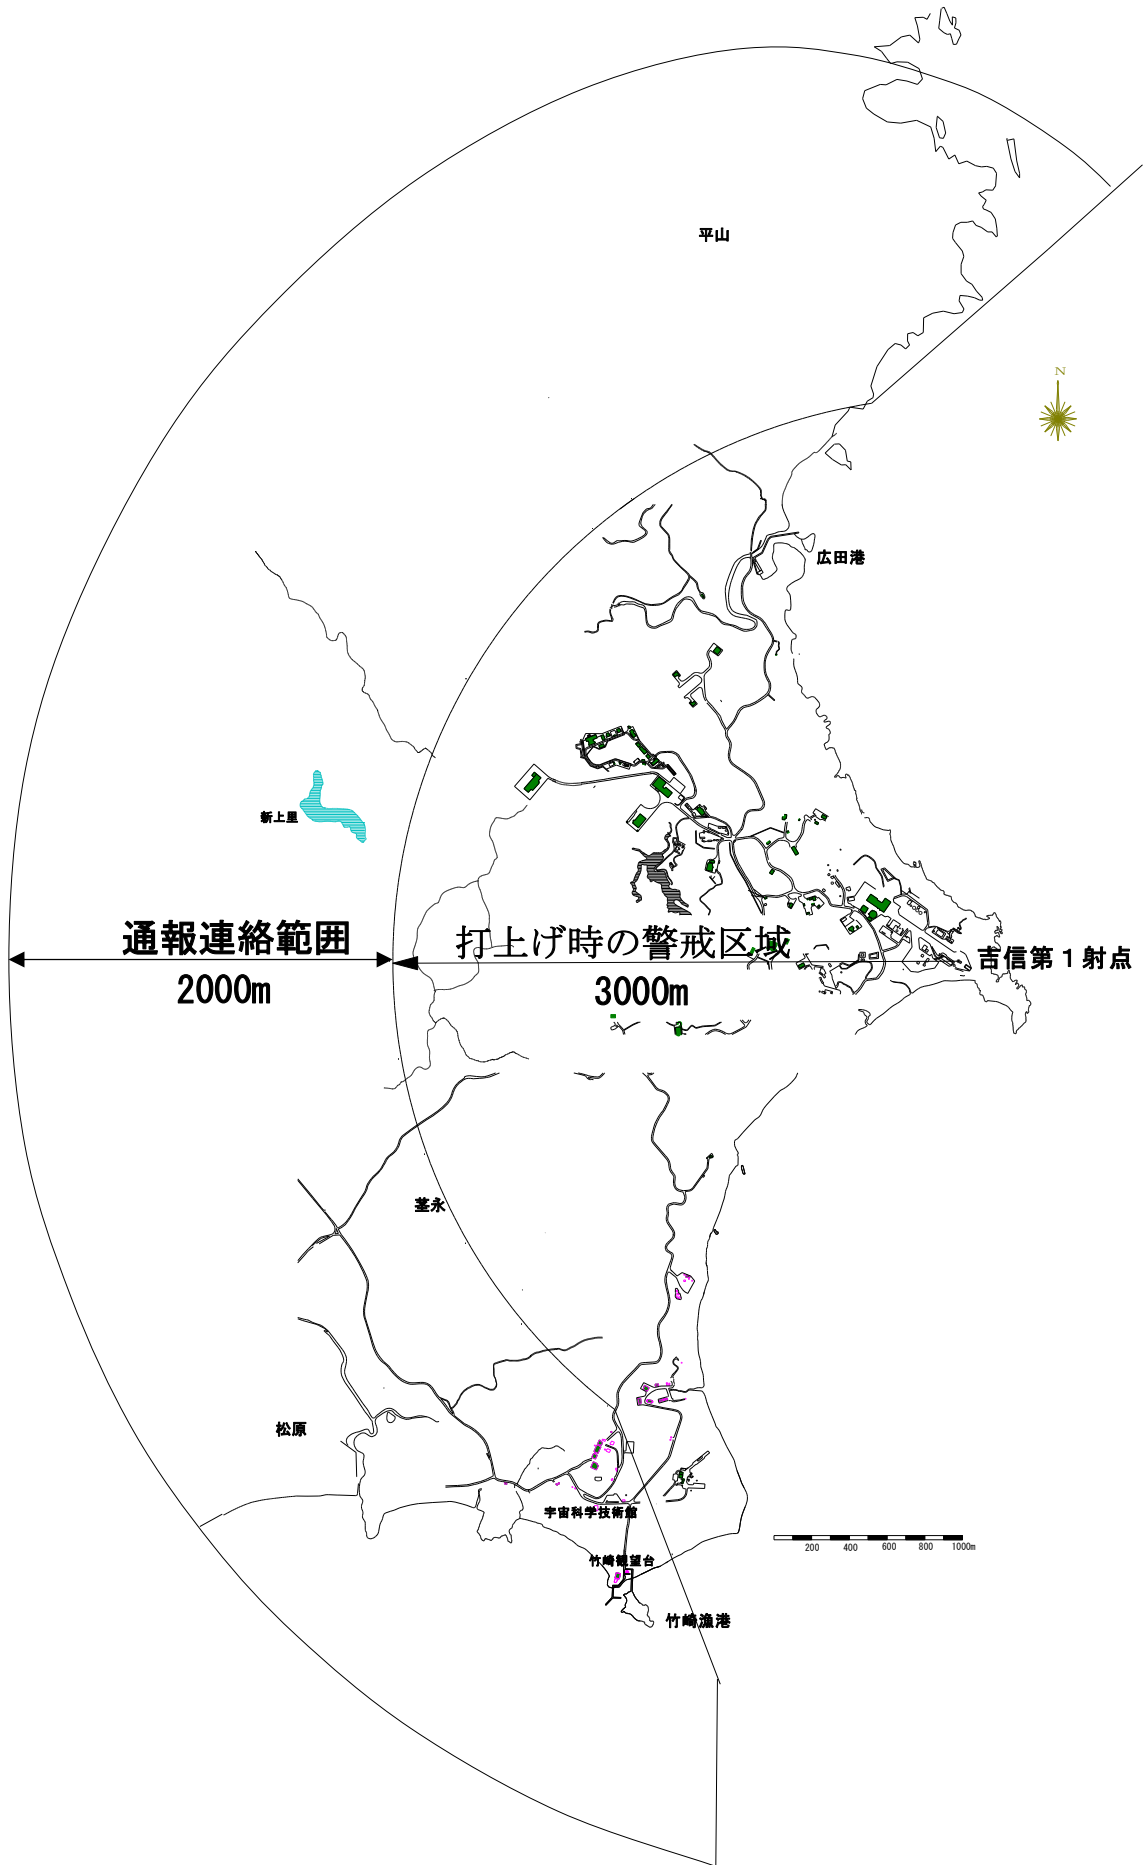 平山
N
広田港
新上里
通報連絡範囲
打上げ時の警戒区域
吉信第1射点
2000m
3000m
茎永
松原
宇宙科学技術館
200 400 600 800 1000m
竹崎観望台
竹崎漁港